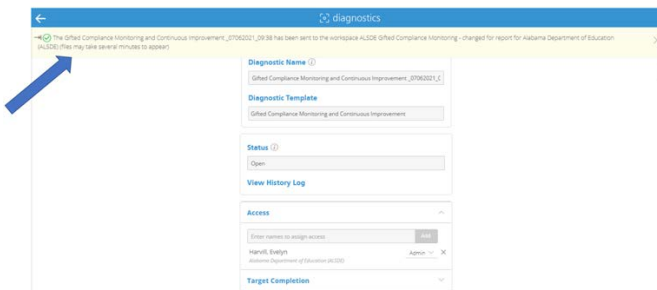 diagnostics
The Gifted Compliance Monitoring and Continuous Improvement _07062021_09:38 has been sent to the workspace ALSDE Gifted Compliance Monitoring - changed for report for Alabama Department of Education
(ALSDE) (files may take several minutes to appear)
Diagnostic Name
Gifted Compliance Monitoring and Continuous Improvement _07062021_(
Diagnostic Template
Gifted Compliance Monitoring and Continuous Improvement
Status
Open
View History Log
Access
Enter names to assign access
Add
Harvill, Evelyn
Admin
Alabama Department of Education (ALSDE)
Target Completion